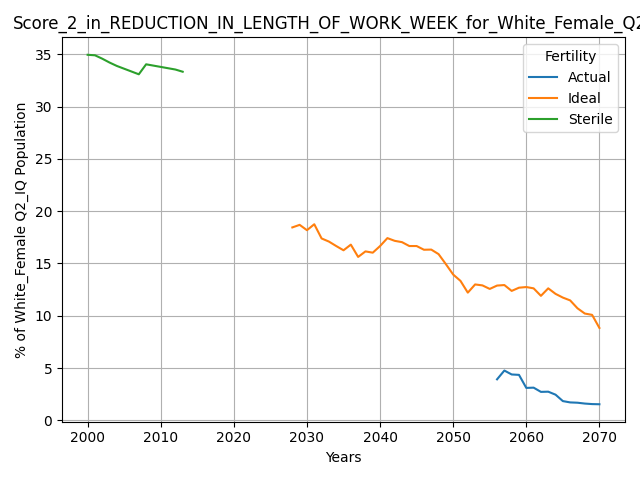 Score_2_in_REDUCTION_IN_LENGTH_OF_WORK_WEEK_for_White_Female_Q2
Fertility
Actual
Ideal
Sterile
% of White_Female Q2_IQ Population
35
30
25
20
15
10
5
0
2000 2010 2020 2030 2040 2050 2060 2070
Years